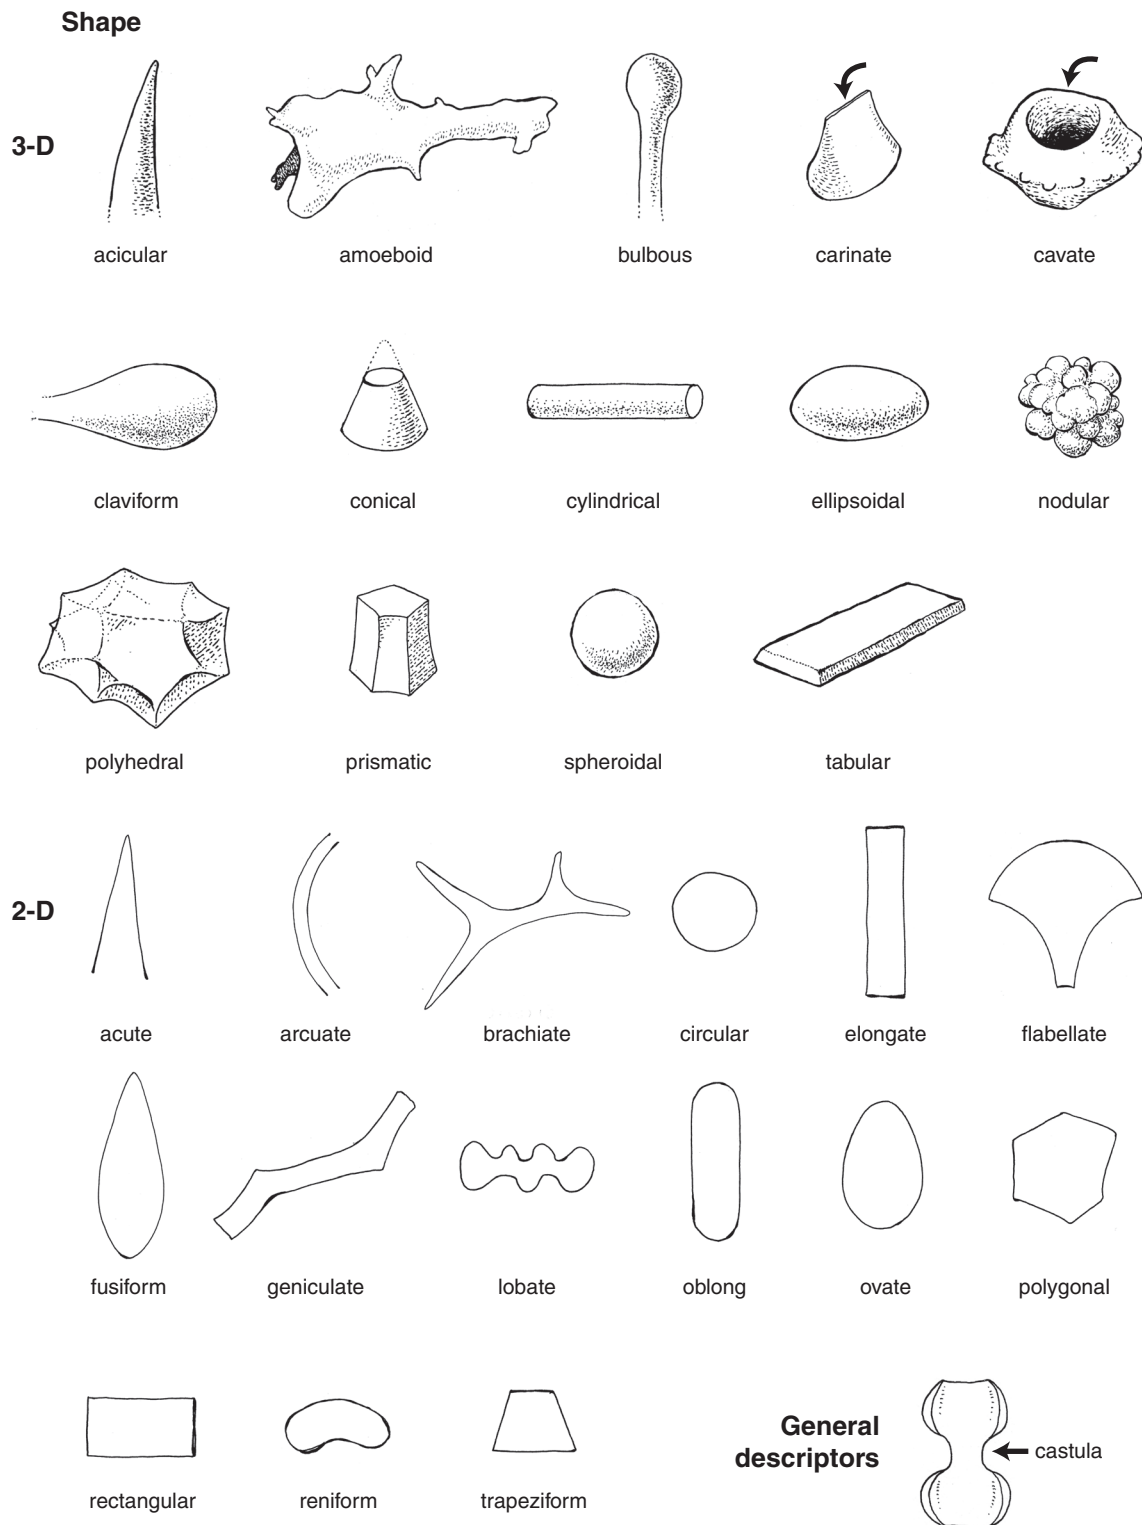 Shape
3-D
acicular
amoeboid
bulbous
carinate
cavate
claviform
conical
cylindrical
ellipsoidal
nodular
polyhedral
prismatic
spheroidal
tabular
2-D
acute
arcuate
brachiate
circular
elongate
flabellate
fusiform
geniculate
lobate
oblong
ovate
polygonal
rectangular
reniform
trapeziform
General
descriptors
castula